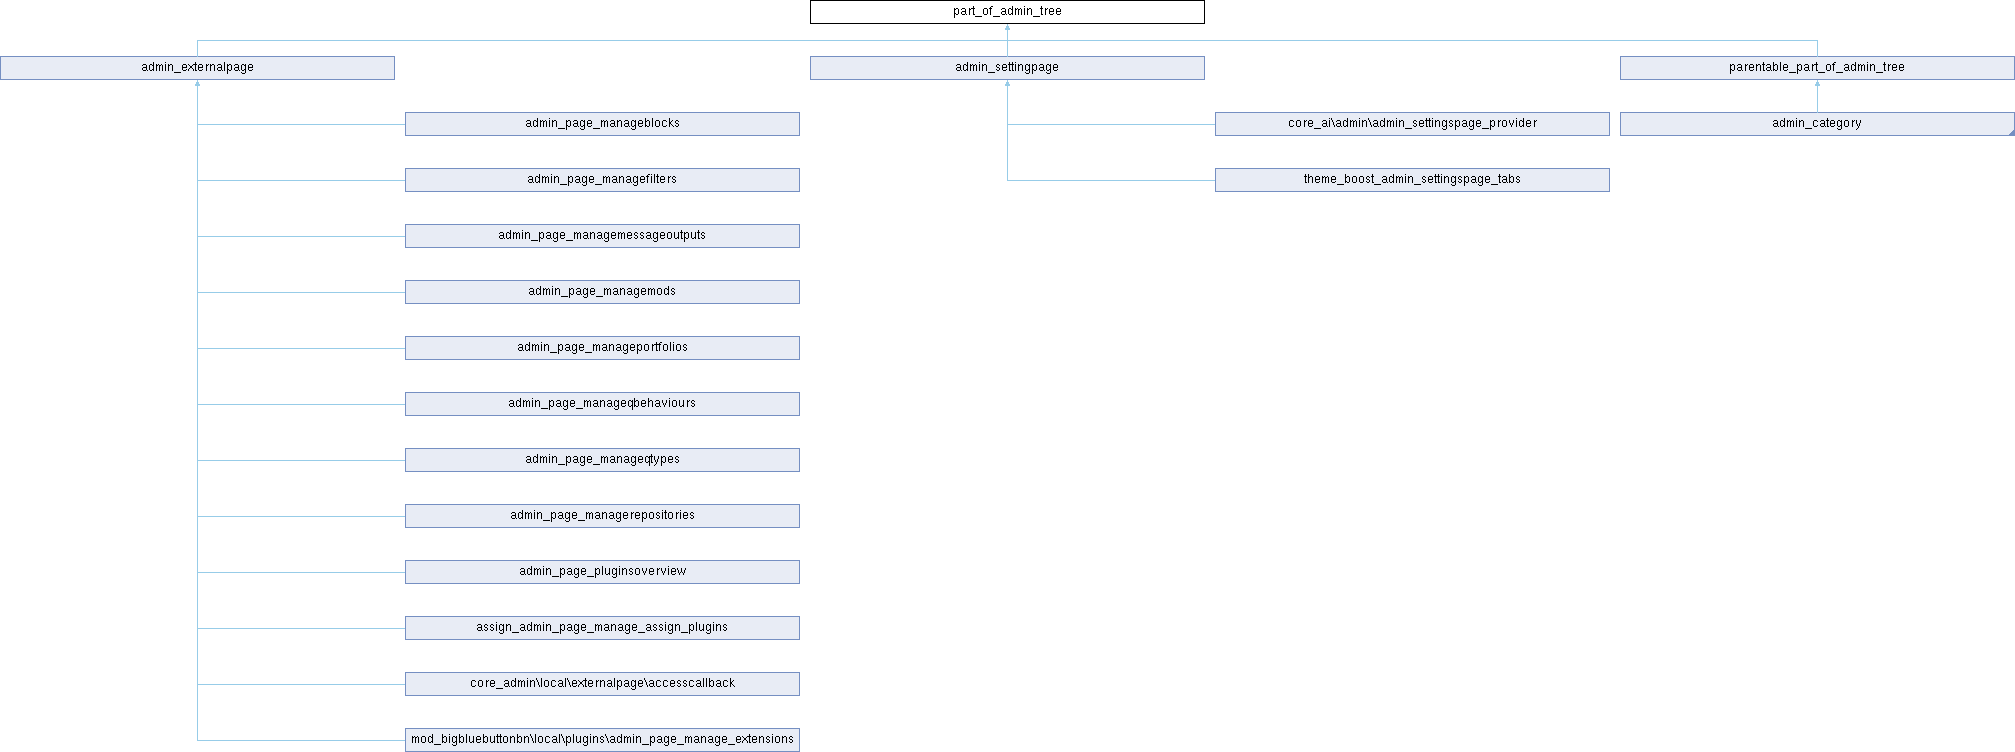 part_of_admin_tree
admin_externalpage
admin_settingpage
parentable_part_of_admin_tree
admin_page_manageblocks
core_ai\admin\admin_settingspage_provider
admin_category
admin_page_managefilters
theme_boost_admin_settingspage_tabs
admin_page_managemessageoutputs
admin_page_managemods
admin_page_manageportfolios
admin_page_manageqbehaviours
admin_page_manageqtypes
admin_page_managerepositories
admin_page_pluginsoverview
assign_admin_page_manage_assign_plugins
core_admin\local\externalpage\accesscallback
mod_bigbluebuttonbn\local\plugins\admin_page_manage_extensions